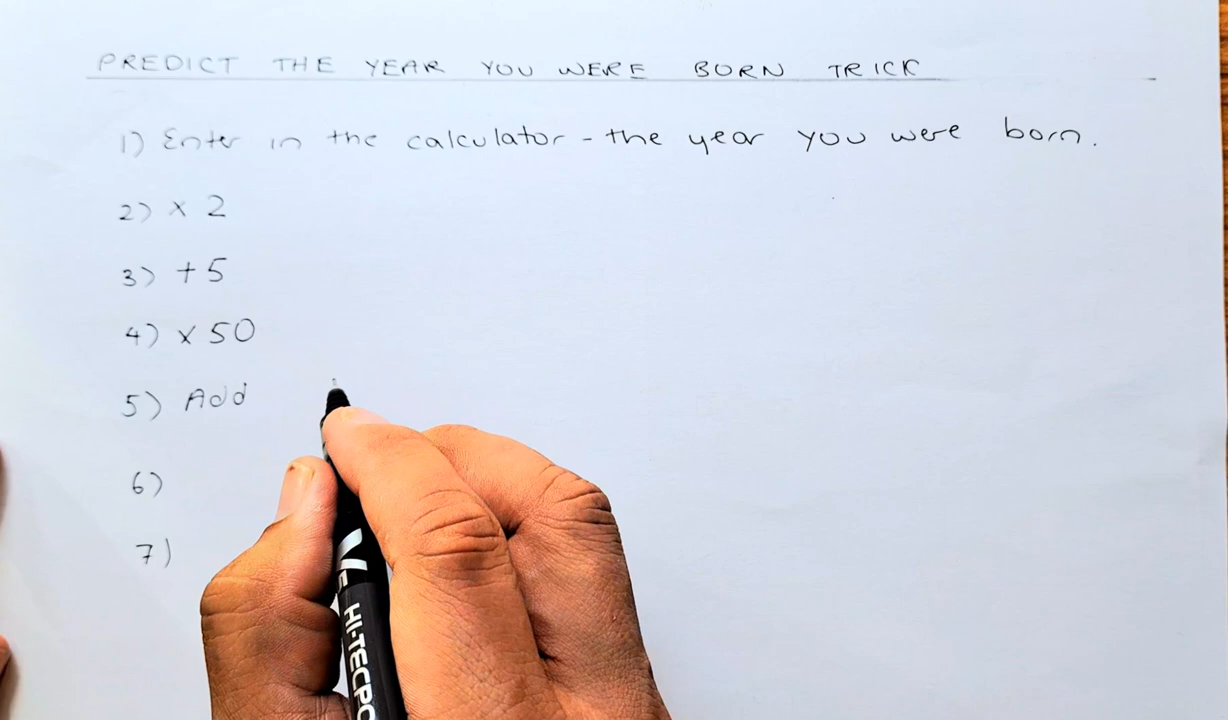 PREDICT THE YEAR YOU WERE BORN TRICK
1) Enter in the calculator - the year you were born.
2) x 2
3) +5
4) x 50
5) Add
6)
7)
HI-TECPO